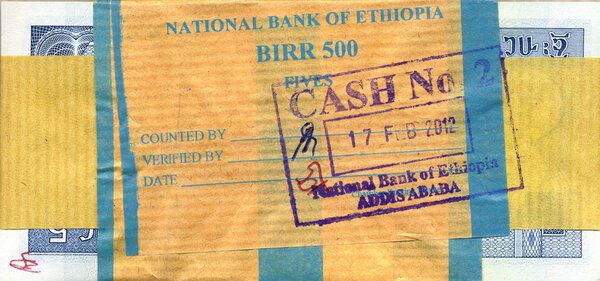 NATIONAL BANK OF ETHIOPIA
BIRR 500
FIVES
CASH No 2
COUNTED BY
17 FEB 2012
VERIFIED BY
DATE
National Bank of Ethiopia
ADDIS ABABA
5